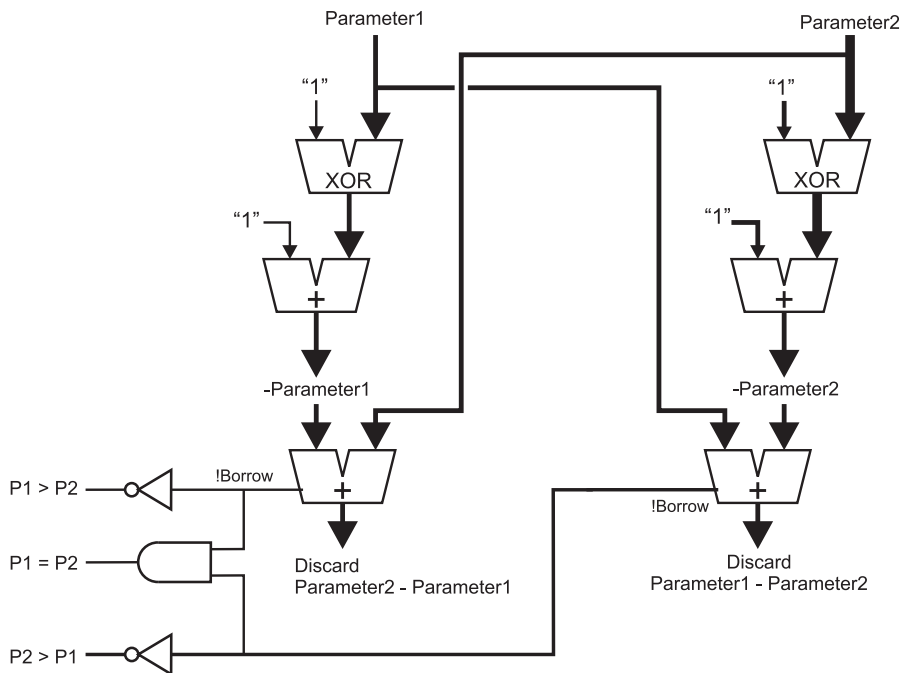 Parameter1
Parameter2
“1”
“1”
XOR
XOR
“1”
“1”
+
+
-Parameter1
-Parameter2
!Borrow
P1 > P2
+
+
!Borrow
P1 = P2
Discard
Parameter2 - Parameter1
Discard
Parameter1 - Parameter2
P2 > P1